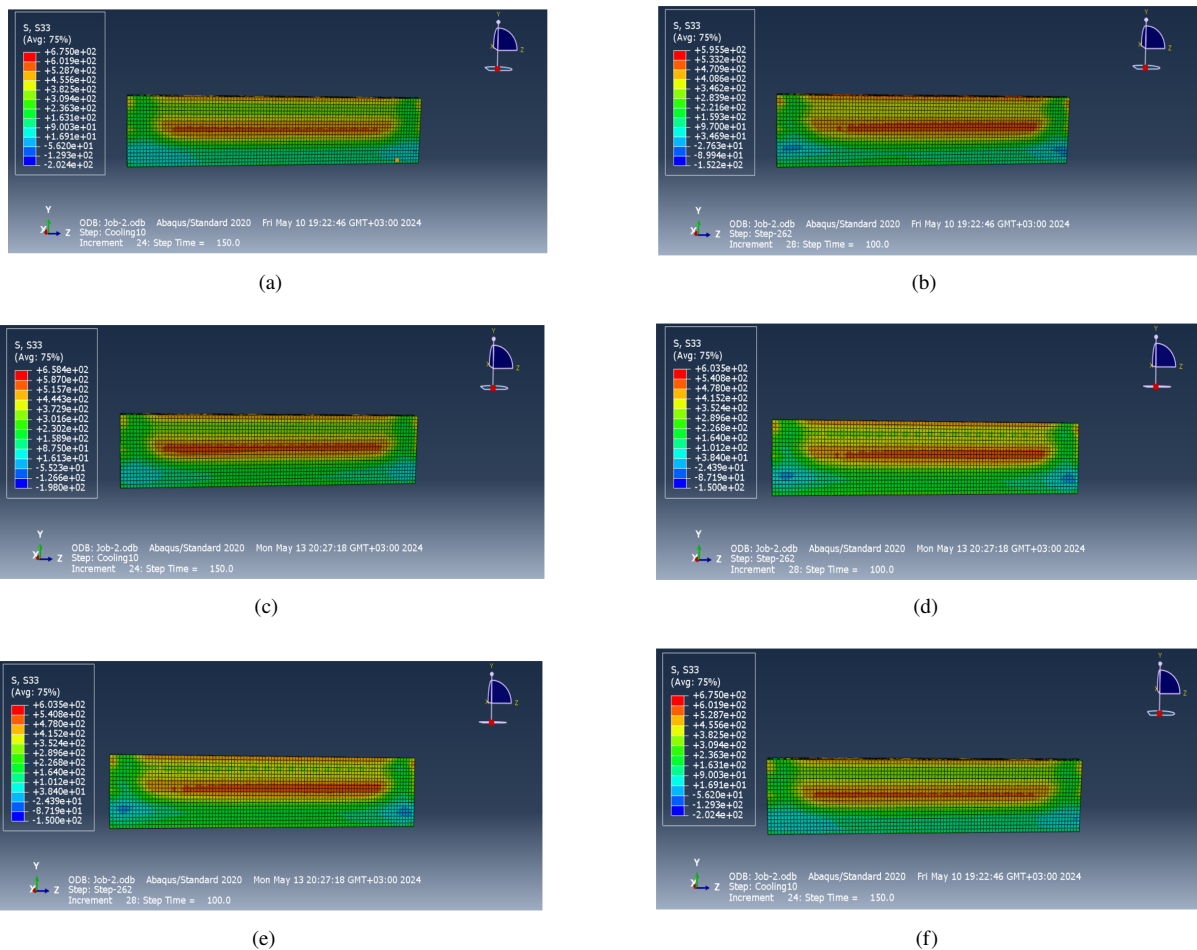 S, S33
(Avg: 75%)
+6.750e+02
+6.019e+02
+5.287e+02
+4.556e+02
+3.825e+02
+3.094e+02
+2.363e+02
+1.631e+02
+9.003e+01
+1.691e+01
-5.620e+01
-1.293e+02
-2.024e+02
Y
X
Z
Y
X
Z
ODB: Job-2.odb Abaqus/Standard 2020 Fri May 10 19:22:46 GMT+03:00 2024
Step: Cooling10
Increment 24: Step Time = 150.0
(a)
S, S33
(Avg: 75%)
+5.955e+02
+5.332e+02
+4.709e+02
+4.086e+02
+3.462e+02
+2.839e+02
+2.216e+02
+1.593e+02
+9.700e+01
+3.469e+01
-2.763e+01
-8.994e+01
-1.522e+02
Y
X
Z
Y
X
Z
ODB: Job-2.odb Abaqus/Standard 2020 Fri May 10 19:22:46 GMT+03:00 2024
Step: Step-262
Increment 28: Step Time = 100.0
(b)
S, S33
(Avg: 75%)
+6.584e+02
+5.870e+02
+5.157e+02
+4.443e+02
+3.729e+02
+3.016e+02
+2.302e+02
+1.589e+02
+8.750e+01
+1.613e+01
-5.523e+01
-1.266e+02
-1.980e+02
Y
X
Z
Y
X
Z
ODB: Job-2.odb Abaqus/Standard 2020 Mon May 13 20:27:18 GMT+03:00 2024
Step: Cooling10
Increment 24: Step Time = 150.0
(c)
S, S33
(Avg: 75%)
+6.035e+02
+5.408e+02
+4.780e+02
+4.152e+02
+3.524e+02
+2.896e+02
+2.268e+02
+1.640e+02
+1.012e+02
+3.840e+01
-2.439e+01
-8.719e+01
-1.500e+02
Y
X
Z
Y
X
Z
ODB: Job-2.odb Abaqus/Standard 2020 Mon May 13 20:27:18 GMT+03:00 2024
Step: Step-262
Increment 28: Step Time = 100.0
(d)
S, S33
(Avg: 75%)
+6.035e+02
+5.408e+02
+4.780e+02
+4.152e+02
+3.524e+02
+2.896e+02
+2.268e+02
+1.640e+02
+1.012e+02
+3.840e+01
-2.439e+01
-8.719e+01
-1.500e+02
Y
X
Z
Y
X
Z
ODB: Job-2.odb Abaqus/Standard 2020 Mon May 13 20:27:18 GMT+03:00 2024
Step: Step-262
Increment 28: Step Time = 100.0
(e)
S, S33
(Avg: 75%)
+6.750e+02
+6.019e+02
+5.287e+02
+4.556e+02
+3.825e+02
+3.094e+02
+2.363e+02
+1.631e+02
+9.003e+01
+1.691e+01
-5.620e+01
-1.293e+02
-2.024e+02
Y
X
Z
Y
X
Z
ODB: Job-2.odb Abaqus/Standard 2020 Fri May 10 19:22:46 GMT+03:00 2024
Step: Cooling10
Increment 24: Step Time = 150.0
(f)